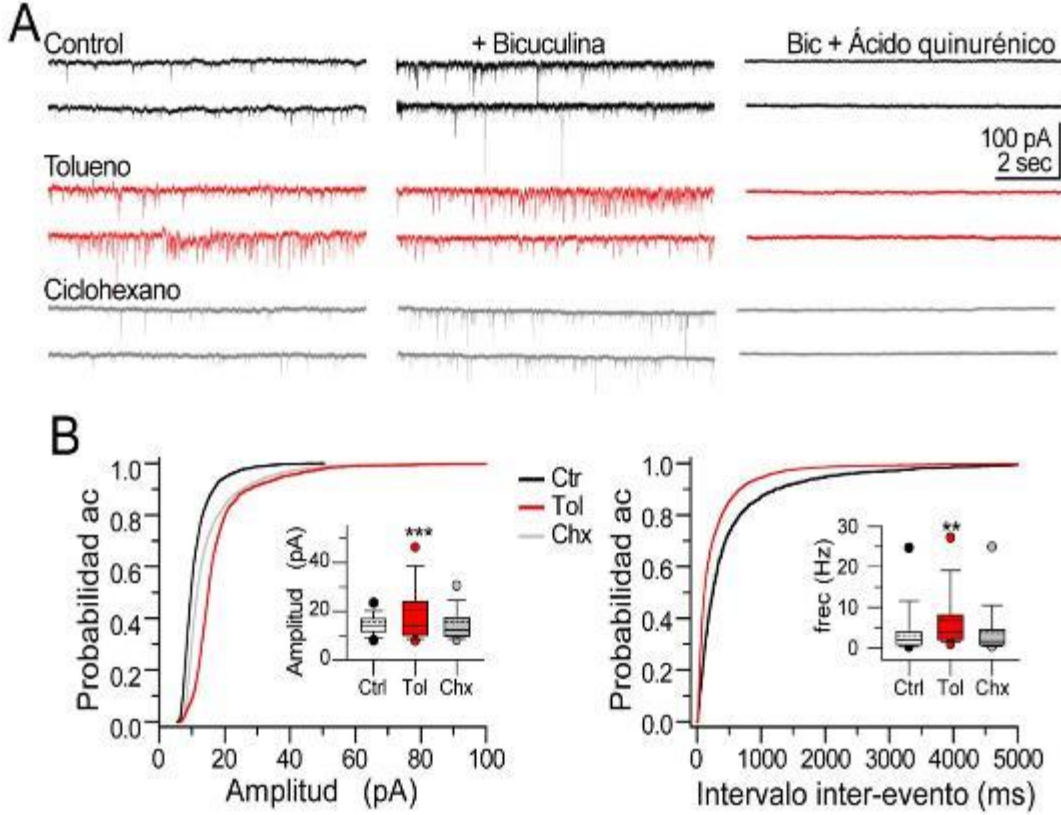 A
Control
+ Bicuculina
Bic + Ácido quinurénico
100 pA
2 sec
Tolueno
Ciclohexano
B
Probabilidad ac
1.0
0.8
0.6
0.4
0.2
0.0
0 20 40 60 80 100
Amplitud (pA)
Amplitud (pA)
40
20
0
***
Ctrl Tol Chx
Ctr
Tol
Chx
Probabilidad ac
1.0
0.8
0.6
0.4
0.2
0.0
0 1000 2000 3000 4000 5000
Intervalo inter-evento (ms)
frec (Hz)
30
20
10
0
**
Ctrl Tol Chx